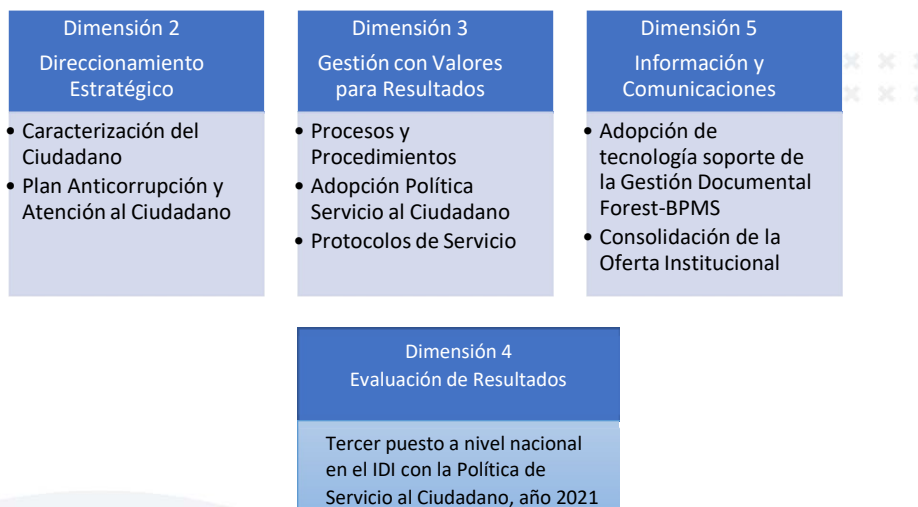 Dimensión 2
Direccionamiento
Estratégico
• Caracterización del
Ciudadano
• Plan Anticorrupción y
Atención al Ciudadano
Dimensión 3
Gestión con Valores
para Resultados
• Procesos y
Procedimientos
• Adopción Política
Servicio al Ciudadano
• Protocolos de Servicio
Dimensión 5
Información y
Comunicaciones
• Adopción de
tecnología soporte de
la Gestión Documental
Forest-BPMS
• Consolidación de la
Oferta Institucional
Dimensión 4
Evaluación de Resultados
Tercer puesto a nivel nacional
en el IDI con la Política de
Servicio al Ciudadano, año 2021